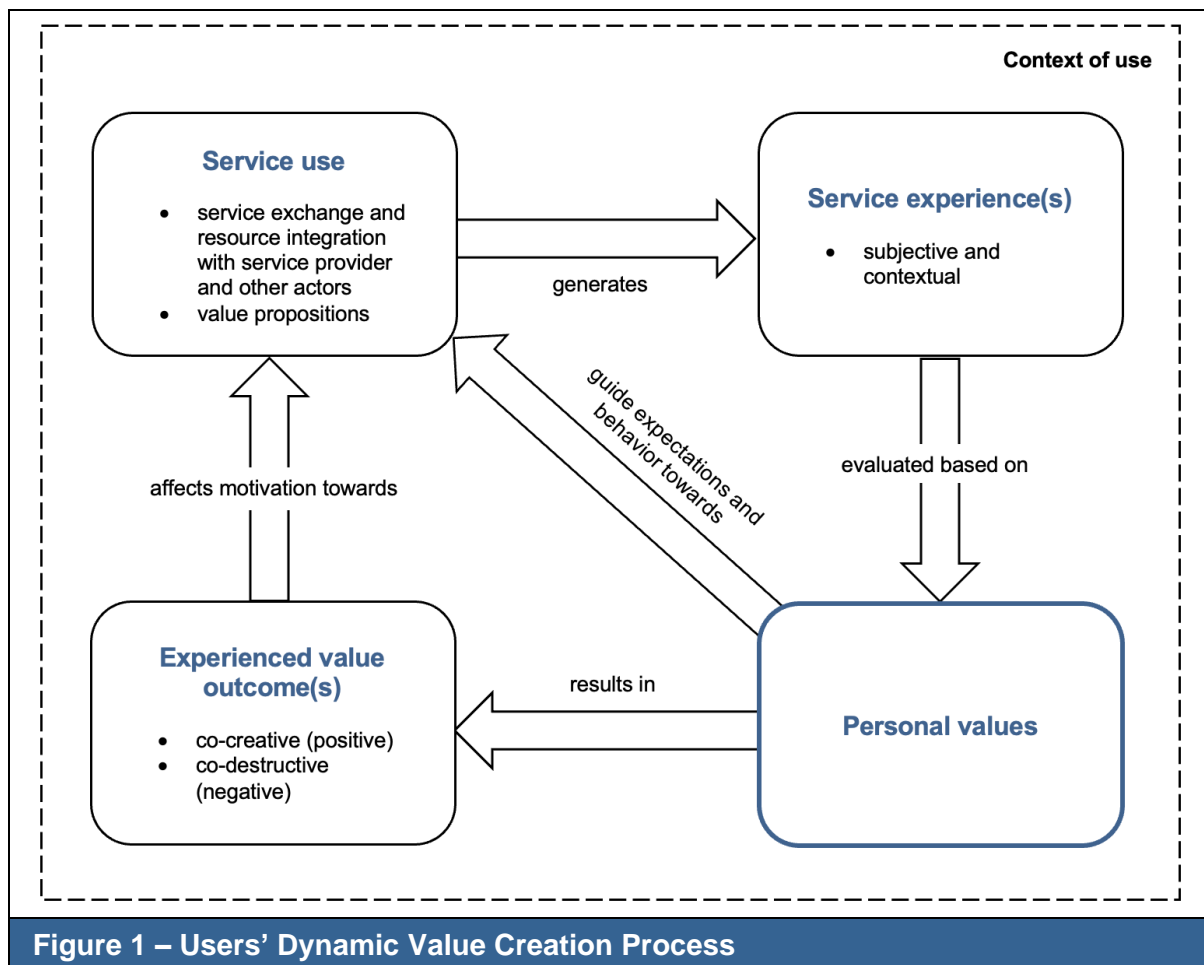 Context of use
Service use
• service exchange and
resource integration
with service provider
and other actors
• value propositions
generates
Service experience(s)
• subjective and
contextual
guide expectations and
behavior towards
evaluated based on
affects motivation towards
Experienced value
outcome(s)
• co-creative (positive)
• co-destructive
(negative)
results in
Personal values
Figure 1 – Users’ Dynamic Value Creation Process